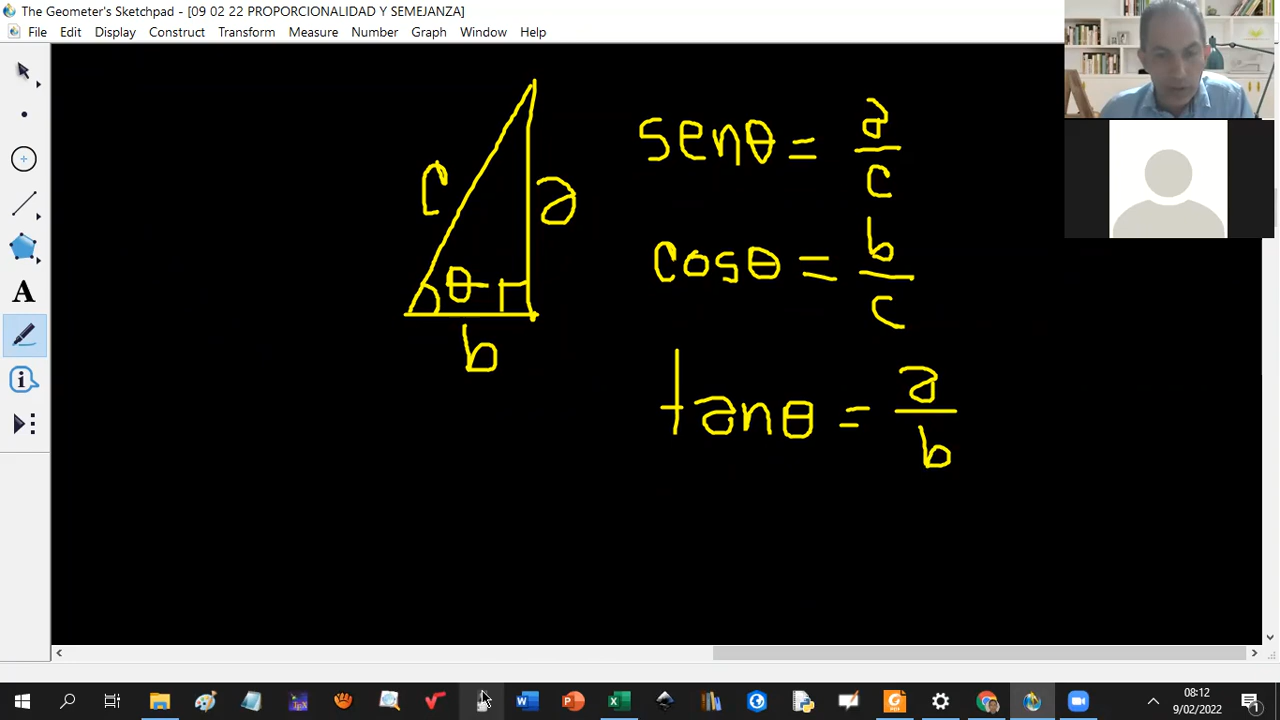 The Geometer's Sketchpad - [09 02 22 PROPORCIONALIDAD Y SEMEJANZA]
File Edit Display Construct Transform Measure Number Graph Window Help
c
a
θ
b
senθ = a/c
cosθ = b/c
tanθ = a/b
A
08:12
9/02/2022